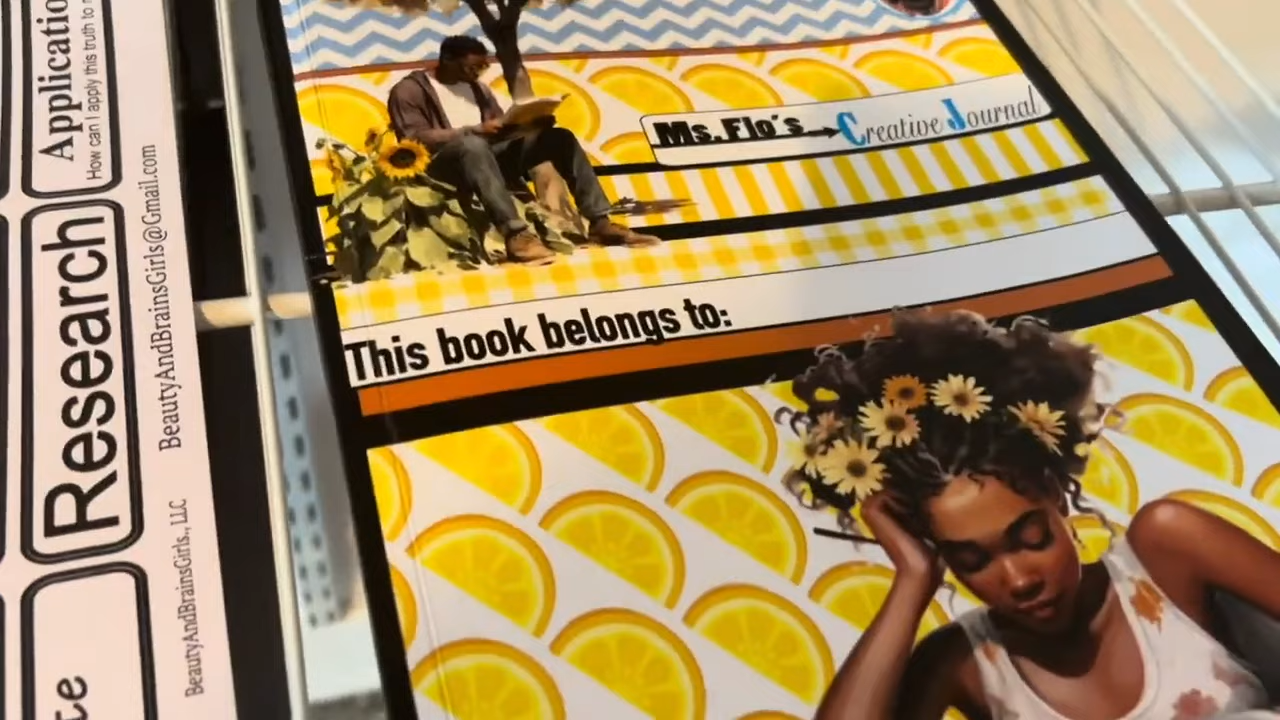 Applicatio
How can I apply this truth to
Research
BeautyAndBrainsGirls@Gmail.com
BeautyAndBrainsGirls., LLC
te
Ms. Flo's Creative Journal
This book belongs to: